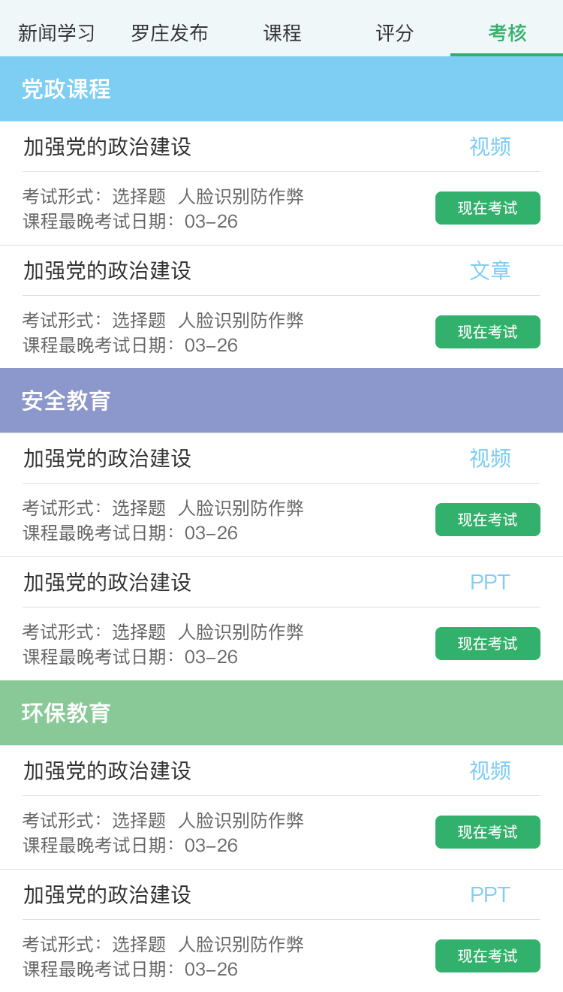 新闻学习 罗庄发布 课程 评分 考核
党政课程
加强党的政治建设 视频
考试形式：选择题 人脸识别防作弊
课程最晚考试日期：03-26
现在考试
加强党的政治建设 文章
考试形式：选择题 人脸识别防作弊
课程最晚考试日期：03-26
现在考试
安全教育
加强党的政治建设 视频
考试形式：选择题 人脸识别防作弊
课程最晚考试日期：03-26
现在考试
加强党的政治建设 PPT
考试形式：选择题 人脸识别防作弊
课程最晚考试日期：03-26
现在考试
环保教育
加强党的政治建设 视频
考试形式：选择题 人脸识别防作弊
课程最晚考试日期：03-26
现在考试
加强党的政治建设 PPT
考试形式：选择题 人脸识别防作弊
课程最晚考试日期：03-26
现在考试